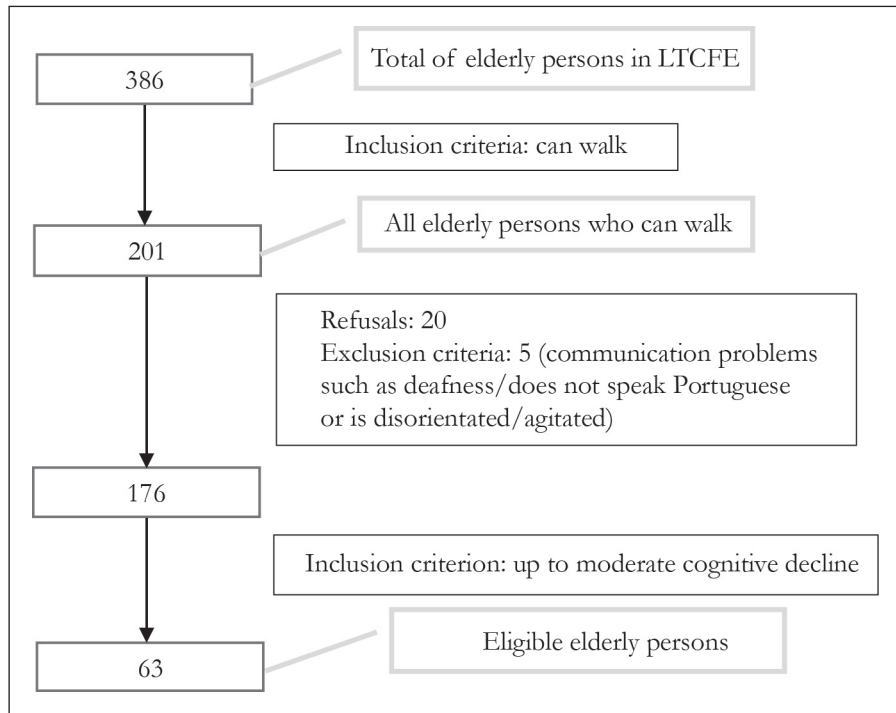 386
Total of elderly persons in LTCFE
Inclusion criteria: can walk
201
All elderly persons who can walk
Refusals: 20
Exclusion criteria: 5 (communication problems
such as deafness/does not speak Portuguese
or is disorientated/agitated)
176
Inclusion criterion: up to moderate cognitive decline
63
Eligible elderly persons